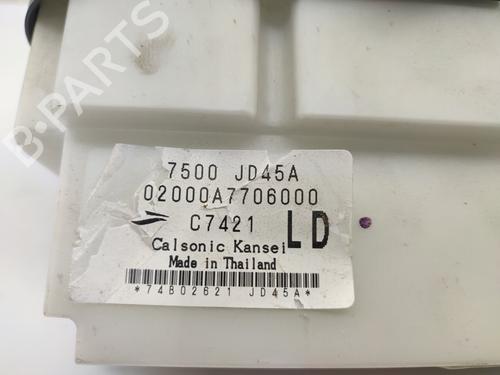 B-PARTS
7500 JD45A
02000A7706000
C7421 LD
Calsonic Kansei
Made in Thailand
*74B02621 JD45A*